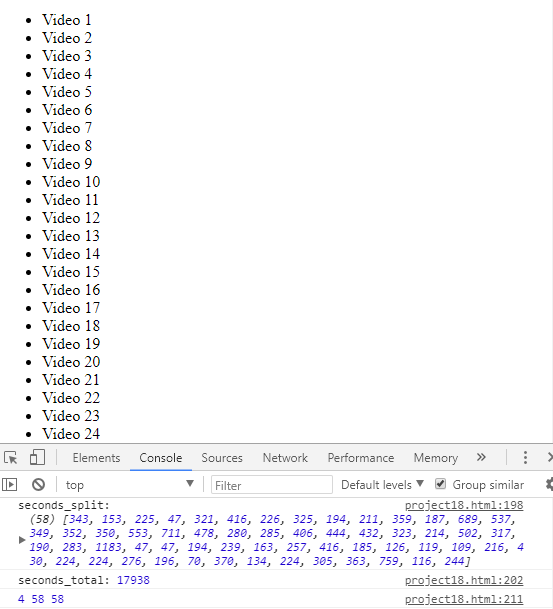 Video 1
Video 2
Video 3
Video 4
Video 5
Video 6
Video 7
Video 8
Video 9
Video 10
Video 11
Video 12
Video 13
Video 14
Video 15
Video 16
Video 17
Video 18
Video 19
Video 20
Video 21
Video 22
Video 23
Video 24
Elements Console Sources Network Performance Memory »
top Filter Default levels Group similar
seconds_split: project18.html:198
(58) [343, 153, 225, 47, 321, 416, 226, 325, 194, 211, 359, 187, 689, 537,
349, 352, 350, 553, 711, 478, 280, 285, 406, 444, 432, 323, 214, 502, 317,
190, 283, 1183, 47, 47, 194, 239, 163, 257, 416, 185, 126, 119, 109, 216, 4
30, 224, 224, 276, 196, 70, 370, 134, 224, 305, 363, 759, 116, 244]
seconds_total: 17938 project18.html:202
4 58 58 project18.html:211